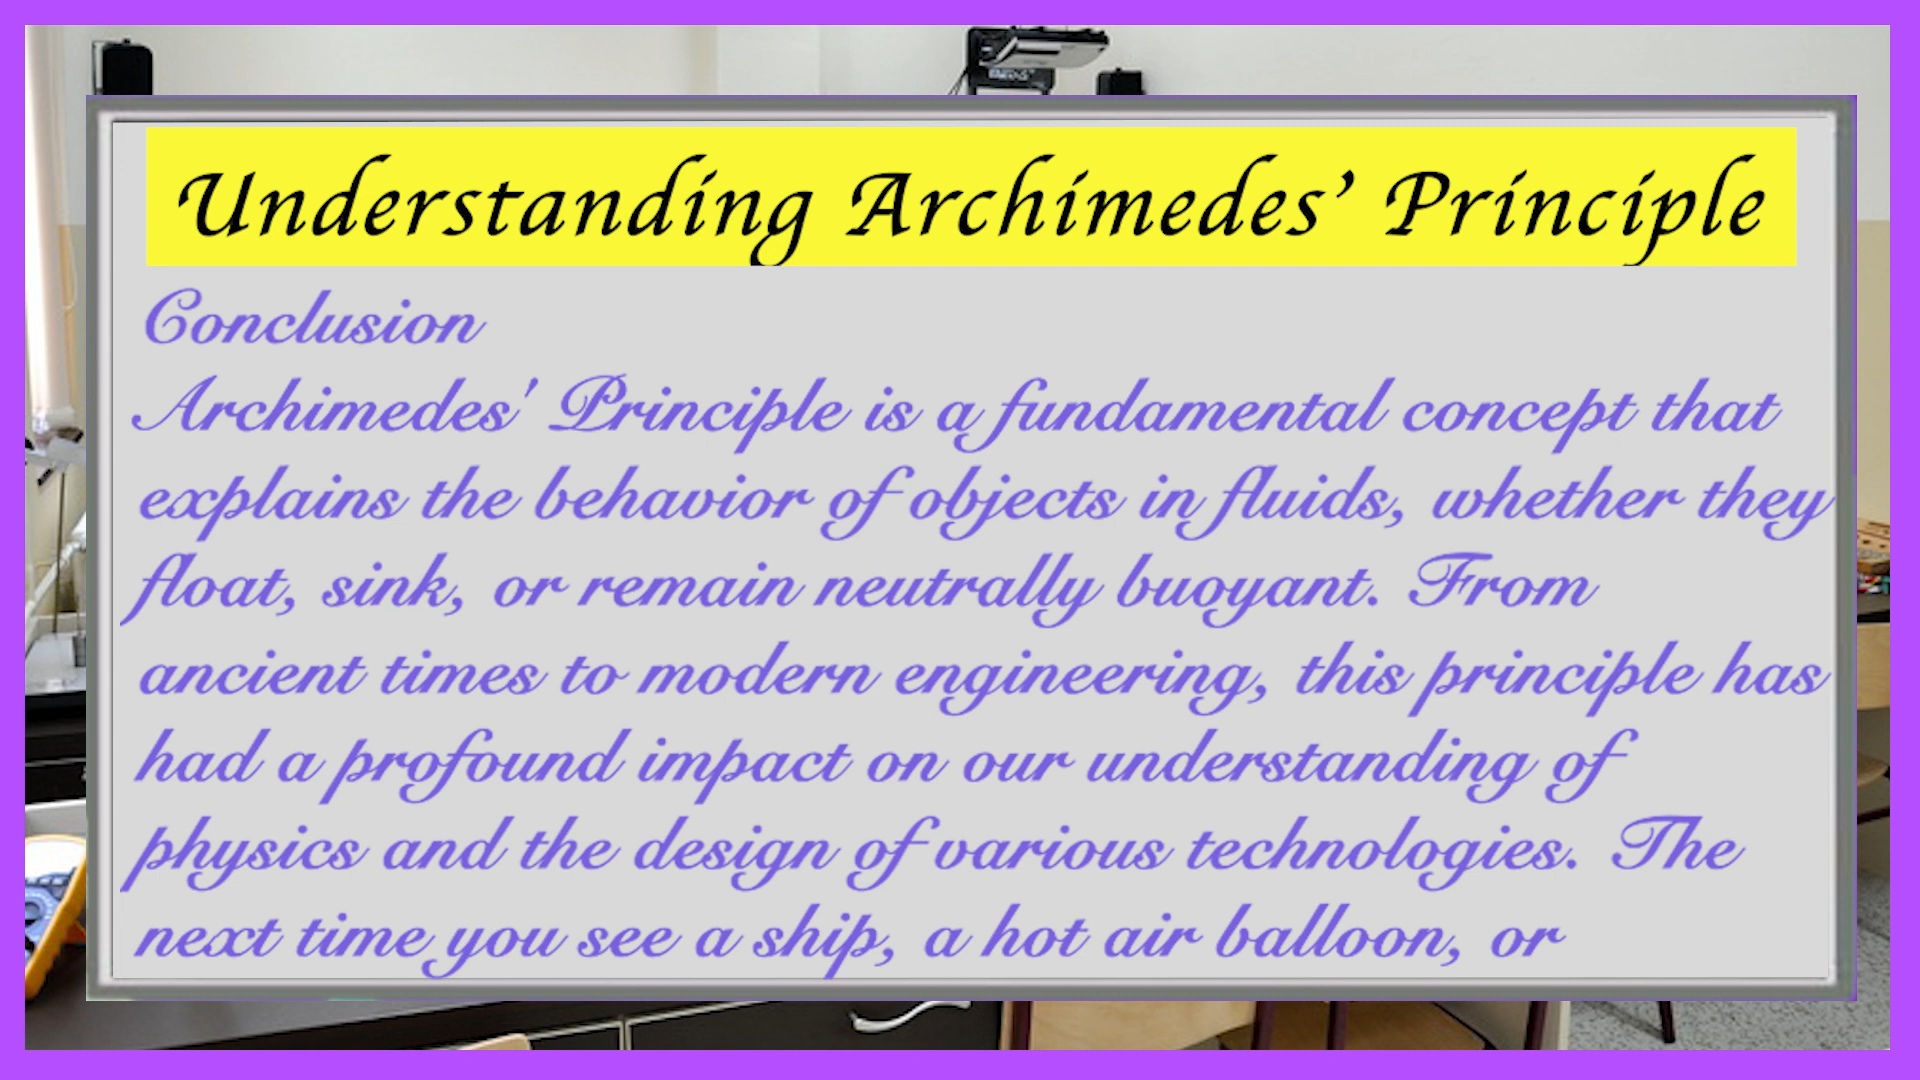 Understanding Archimedes’ Principle
Conclusion
Archimedes' Principle is a fundamental concept that
explains the behavior of objects in fluids, whether they
float, sink, or remain neutrally buoyant. From
ancient times to modern engineering, this principle has
had a profound impact on our understanding of
physics and the design of various technologies. The
next time you see a ship, a hot air balloon, or